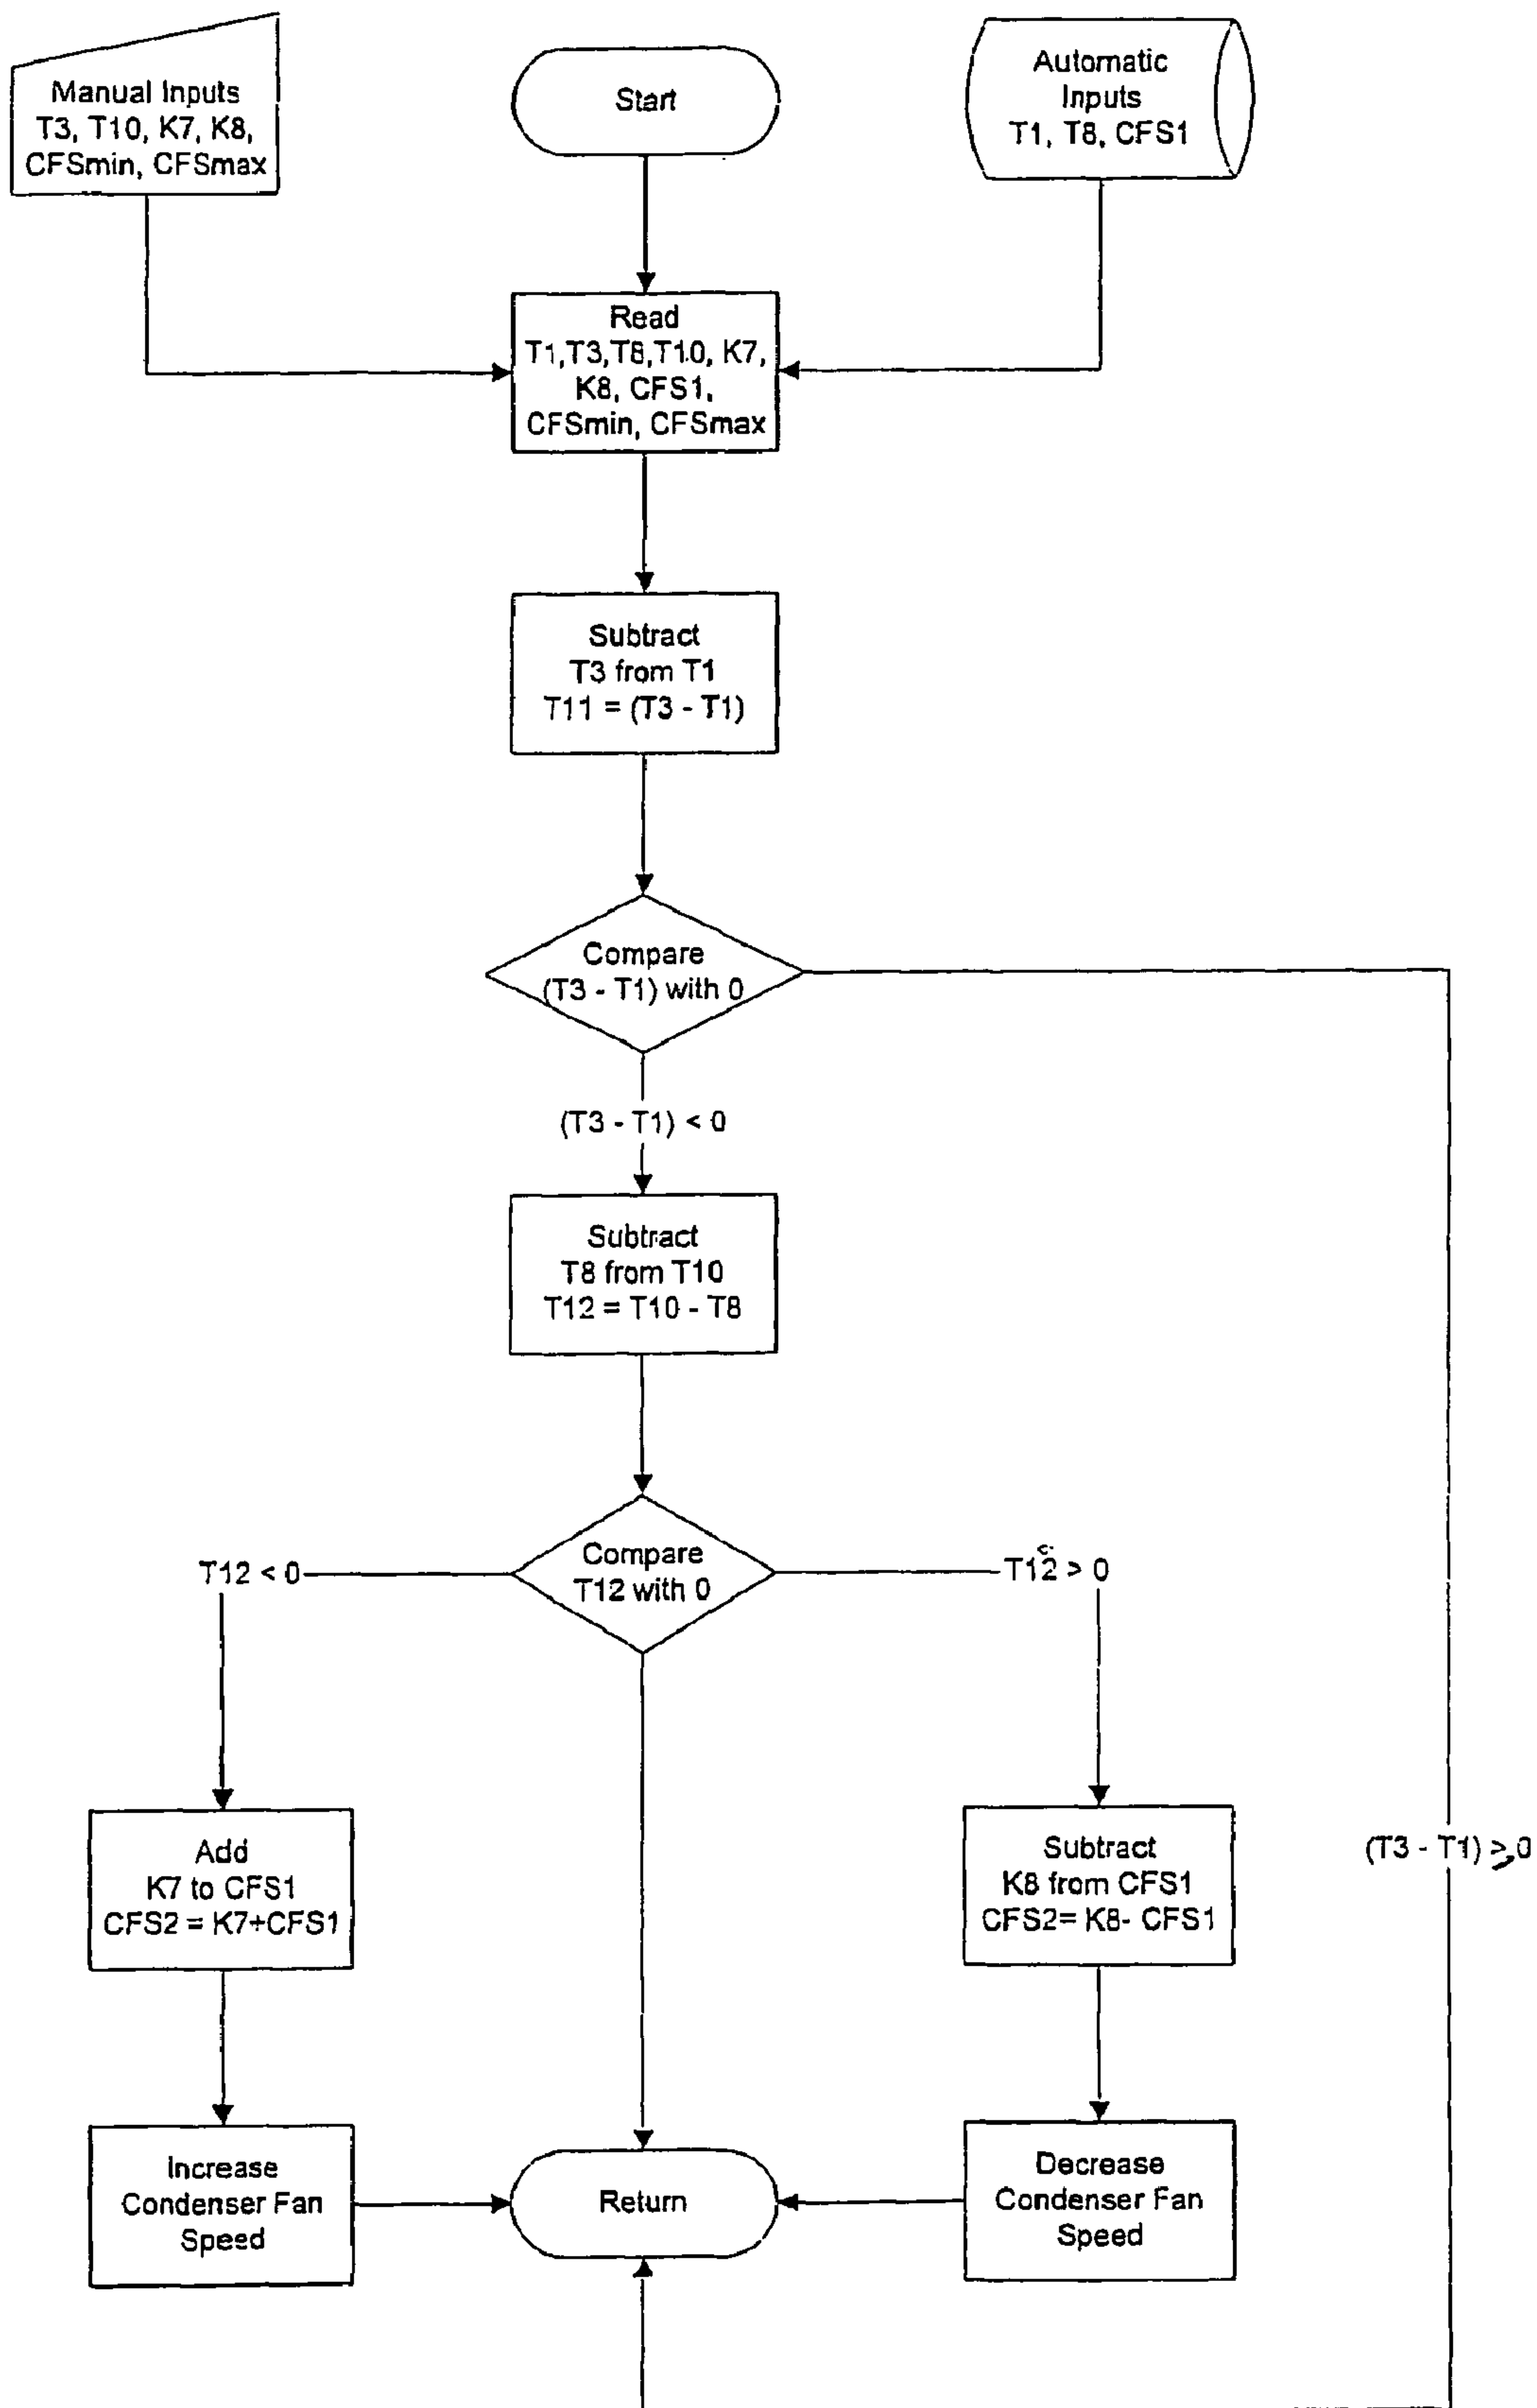 Manual Inputs
T3, T10, K7, K8,
CFSmin, CFSmax
Start
Automatic
Inputs
T1, T8, CFS1
Read
T1,T3,T8,T10, K7,
K8, CFS1,
CFSmin, CFSmax
Subtract
T3 from T1
T11 = (T3 - T1)
Compare
(T3 - T1) with 0
(T3 - T1) < 0
Subtract
T8 from T10
T12 = T10 - T8
Compare
T12 with 0
T12 < 0
T12 > 0
Add
K7 to CFS1
CFS2 = K7+CFS1
Subtract
K8 from CFS1
CFS2= K8- CFS1
(T3 - T1) ≥ 0
Increase
Condenser Fan
Speed
Return
Decrease
Condenser Fan
Speed